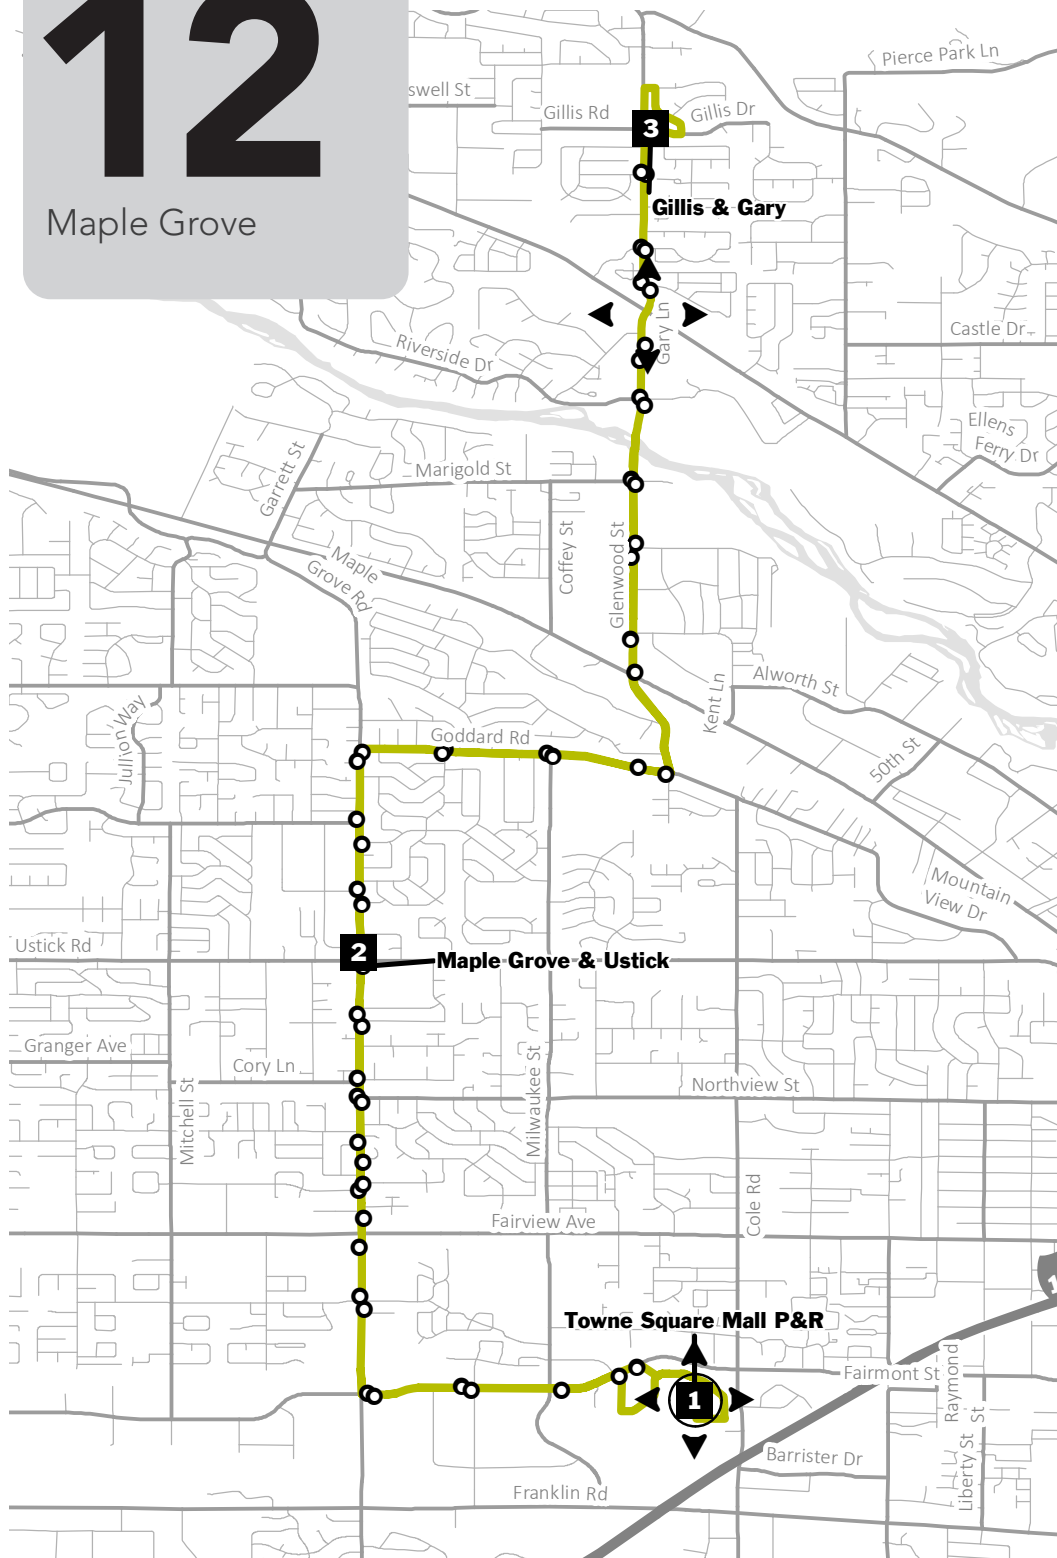 12
Maple Grove
swell St
Pierce Park Ln
Gillis Rd
Gillis Dr
3
Gillis & Gary
Gary Ln
Castle Dr
Riverside Dr
Ellens
Ferry Dr
Garrett St
Marigold St
Coffey St
Glenwood St
Maple
Grove Rd
Alworth St
Kent Ln
Jullion Way
Goddard Rd
50th St
Mountain
View Dr
Ustick Rd
2
Maple Grove & Ustick
Granger Ave
Cory Ln
Mitchell St
Milwaukee St
Northview St
Cole Rd
Fairview Ave
Towne Square Mall P&R
1
Fairmont St
Raymond
St
Barrister Dr
Liberty St
Franklin Rd